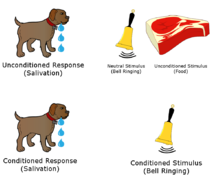 Unconditioned Response
(Salivation)
Neutral Stimulus
(Bell Ringing)
Unconditioned Stimulus
(Food)
Conditioned Response
(Salivation)
Conditioned Stimulus
(Bell Ringing)